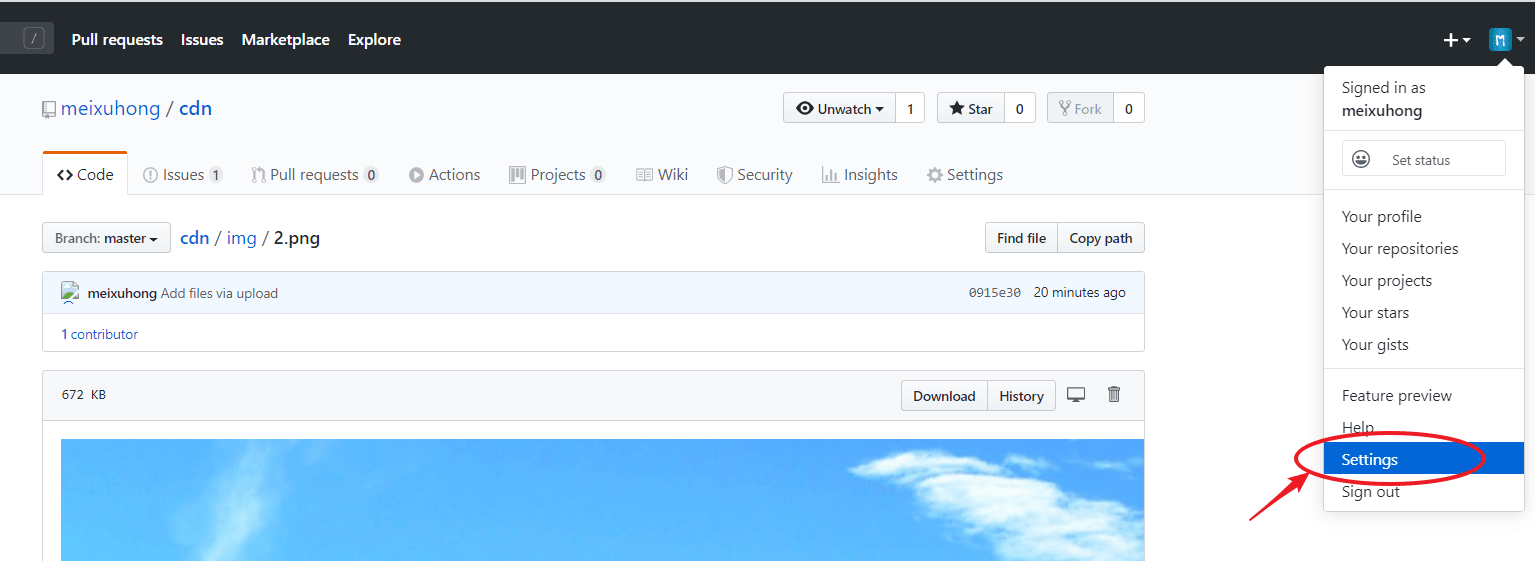 / Pull requests Issues Marketplace Explore
meixuhong / cdn Unwatch 1 Star 0 Fork 0
Code Issues 1 Pull requests 0 Actions Projects 0 Wiki Security Insights Settings
Branch: master cdn / img / 2.png Find file Copy path
meixuhong Add files via upload 0915e30 20 minutes ago
1 contributor
672 KB Download History
Signed in as
meixuhong
Set status
Your profile
Your repositories
Your projects
Your stars
Your gists
Feature preview
Help
Settings
Sign out